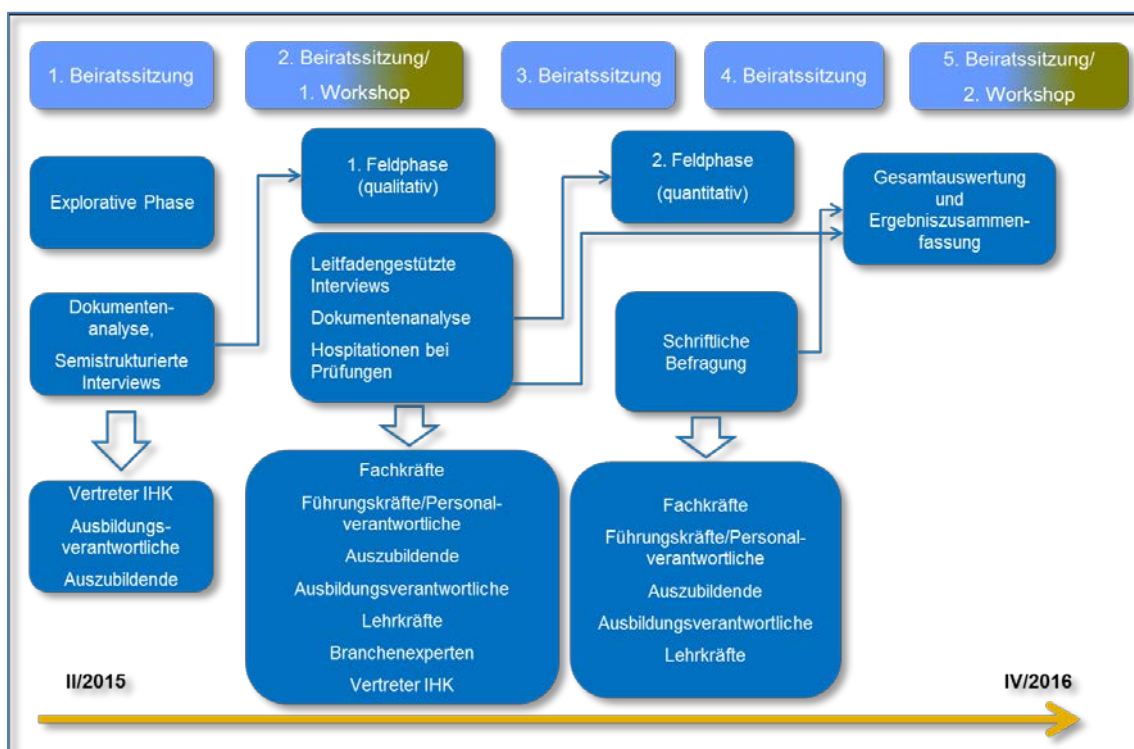 1. Beiratssitzung
2. Beiratssitzung/
1. Workshop
3. Beiratssitzung
4. Beiratssitzung
5. Beiratssitzung/
2. Workshop
Explorative Phase
1. Feldphase
(qualitativ)
2. Feldphase
(quantitativ)
Gesamtauswertung
und
Ergebniszusammen-
fassung
Dokumenten-
analyse,
Semistrukturierte
Interviews
Leitfadengestützte
Interviews
Dokumentenanalyse
Hospitationen bei
Prüfungen
Schriftliche
Befragung
Vertreter IHK
Ausbildungs-
verantwortliche
Auszubildende
Fachkräfte
Führungskräfte/Personal-
verantwortliche
Auszubildende
Ausbildungsverantwortliche
Lehrkräfte
Branchenexperten
Vertreter IHK
Fachkräfte
Führungskräfte/Personal-
verantwortliche
Auszubildende
Ausbildungsverantwortliche
Lehrkräfte
II/2015
IV/2016